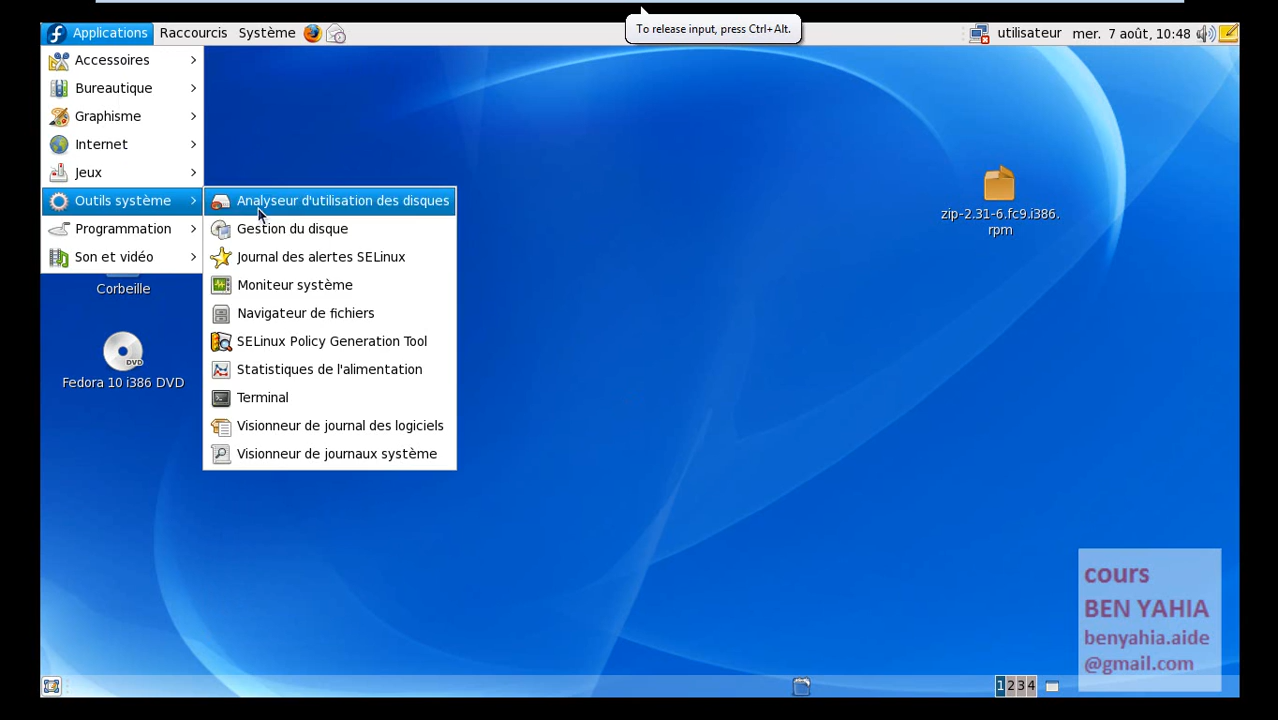 To release input, press Ctrl+Alt.
Applications Raccourcis Système utilisateur mer. 7 août, 10:48
Accessoires
Bureautique
Graphisme
Internet
Jeux
Outils système
Programmation
Son et vidéo
Analyseur d'utilisation des disques
Gestion du disque
Journal des alertes SELinux
Moniteur système
Navigateur de fichiers
SELinux Policy Generation Tool
Statistiques de l'alimentation
Terminal
Visionneur de journal des logiciels
Visionneur de journaux système
zip-2.31-6.fc9.i386.
rpm
Corbeille
DVD
Fedora 10 i386 DVD
cours
BEN YAHIA
benyahia.aide
@gmail.com
1 2 3 4